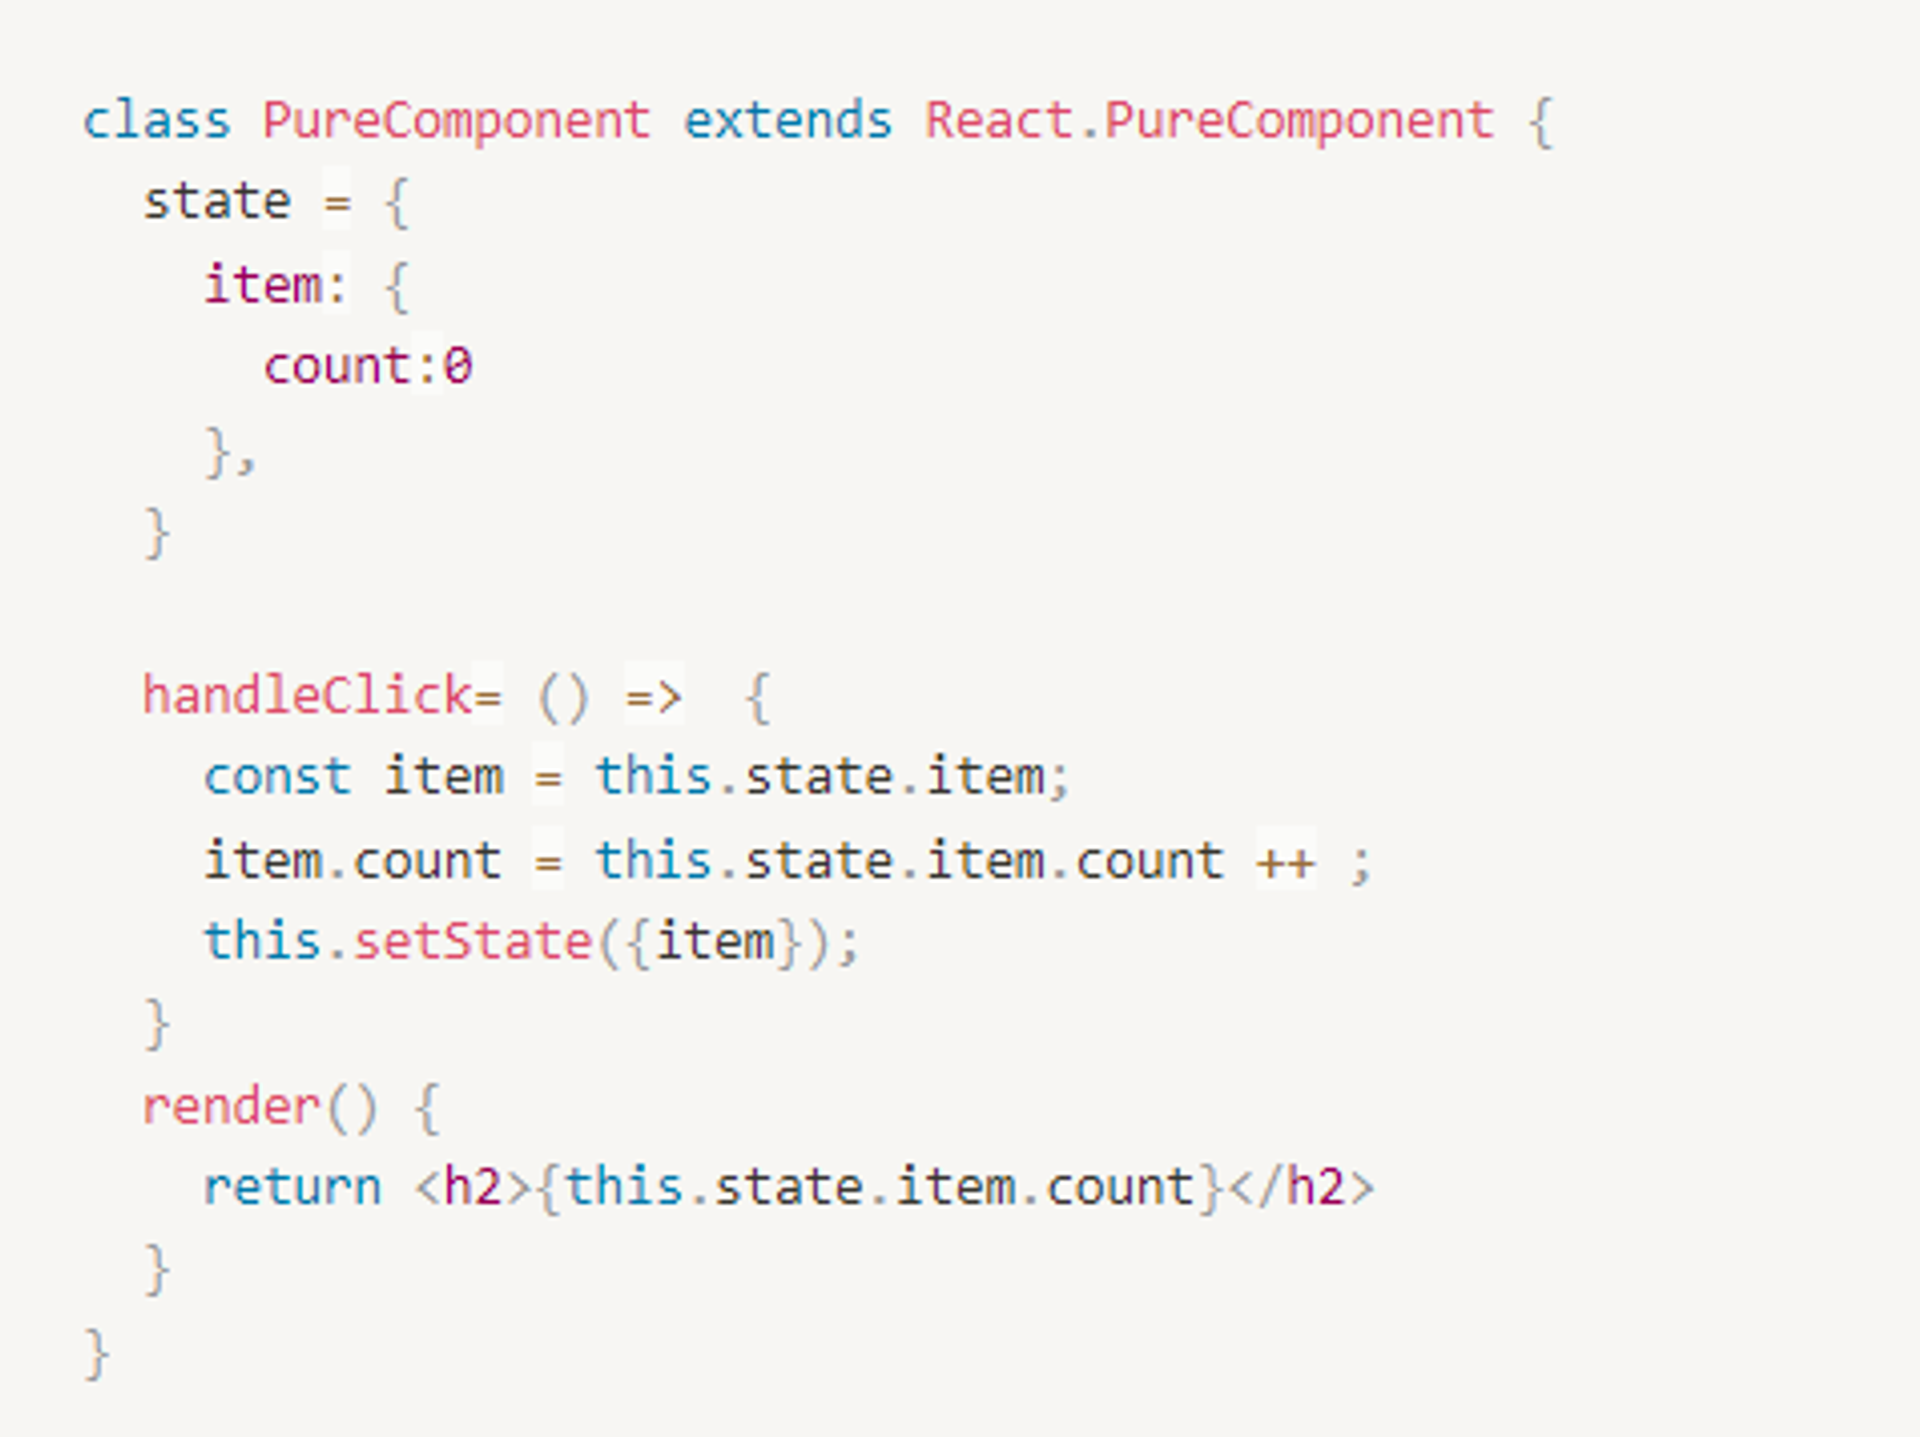 class PureComponent extends React.PureComponent {
  state = {
    item: {
      count:0
    },
  }

  handleClick= () =>  {
    const item = this.state.item;
    item.count = this.state.item.count ++ ;
    this.setState({item});
  }
  render() {
    return <h2>{this.state.item.count}</h2>
  }
}